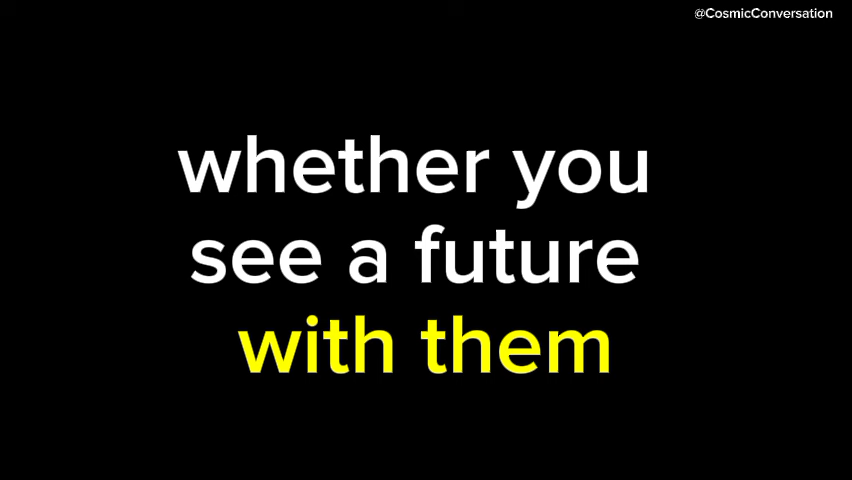 @CosmicConversation
whether you
see a future
with them